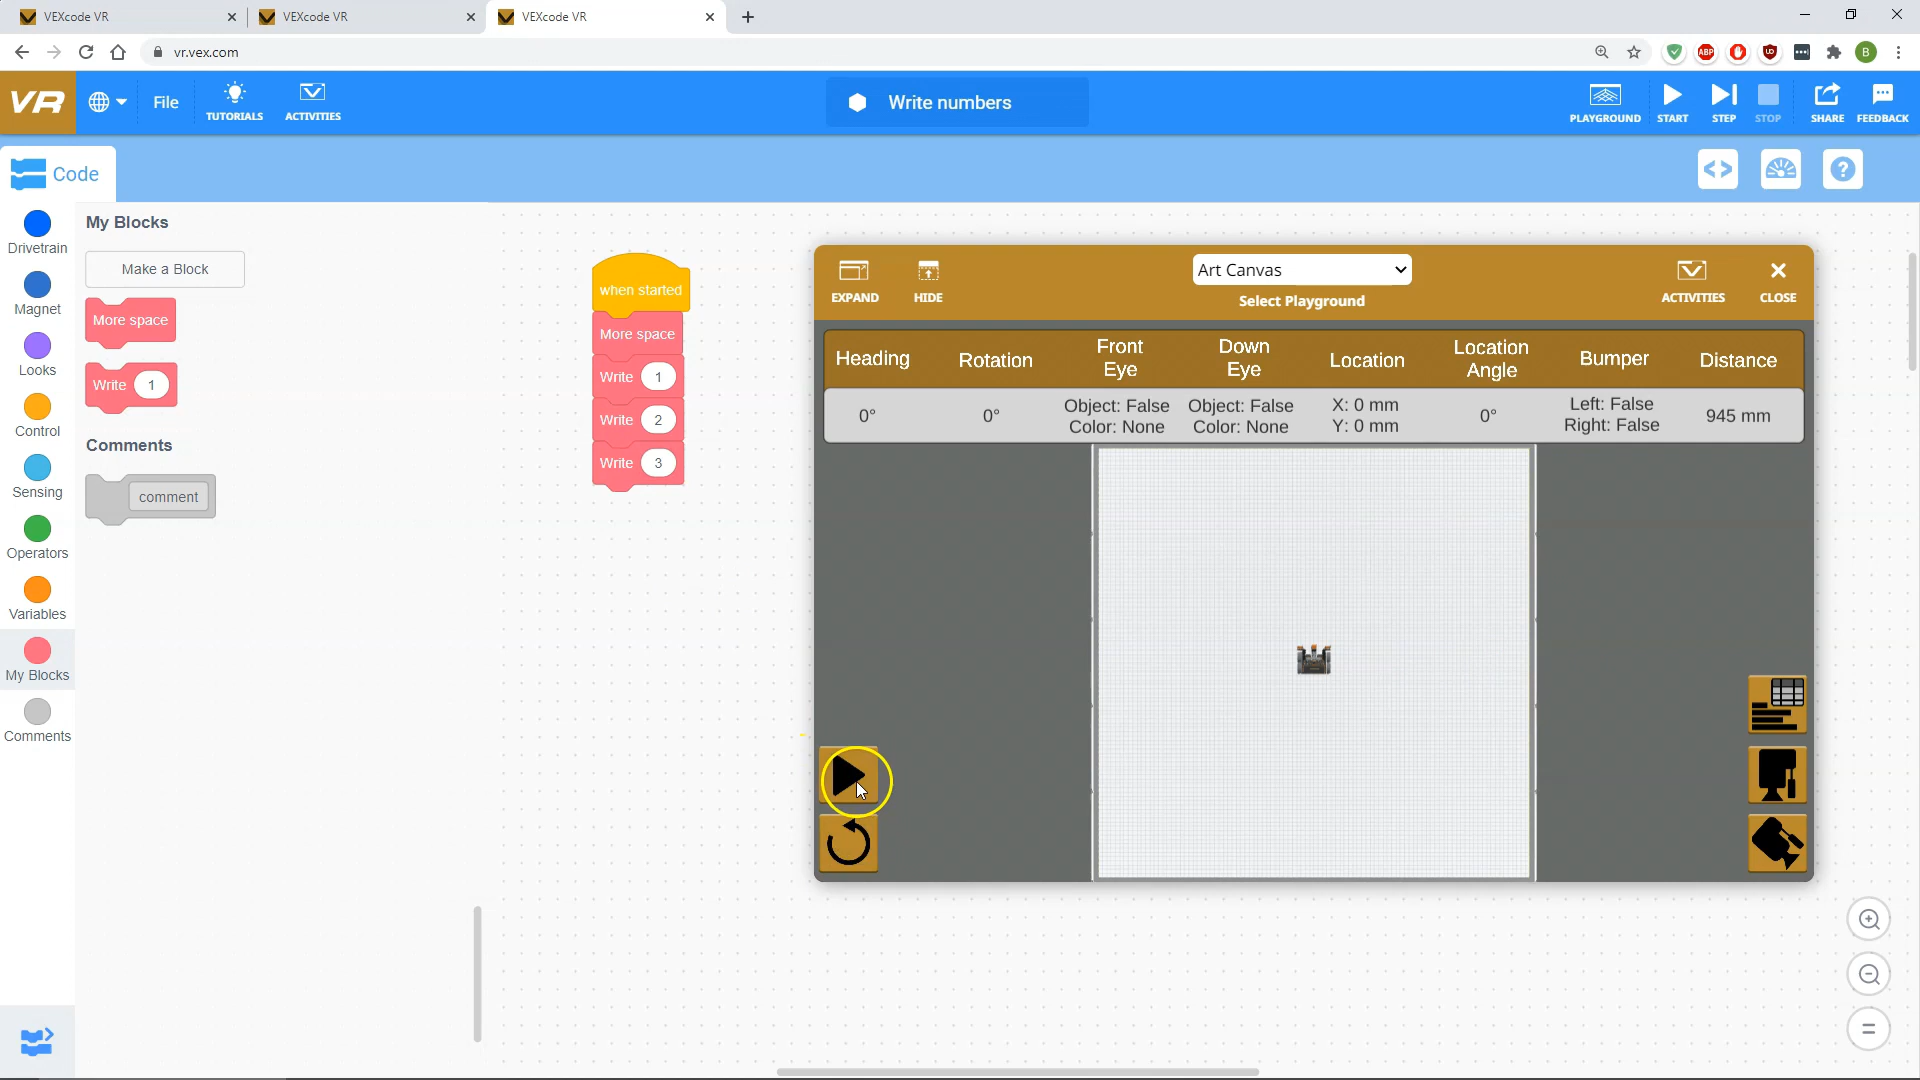 VEXcode VR
VEXcode VR
VEXcode VR
vr.vex.com
ABP
B
VR
File
TUTORIALS
ACTIVITIES
Write numbers
PLAYGROUND
START
STEP
STOP
SHARE
FEEDBACK
Code
Drivetrain
Magnet
Looks
Control
Sensing
Operators
Variables
My Blocks
Comments
My Blocks
Make a Block
More space
Write 1
Comments
comment
when started
More space
Write 1
Write 2
Write 3
EXPAND
HIDE
Art Canvas
Select Playground
ACTIVITIES
CLOSE
Heading
Rotation
Front Eye
Down Eye
Location
Location Angle
Bumper
Distance
0°
0°
Object: False
Color: None
Object: False
Color: None
X: 0 mm
Y: 0 mm
0°
Left: False
Right: False
945 mm